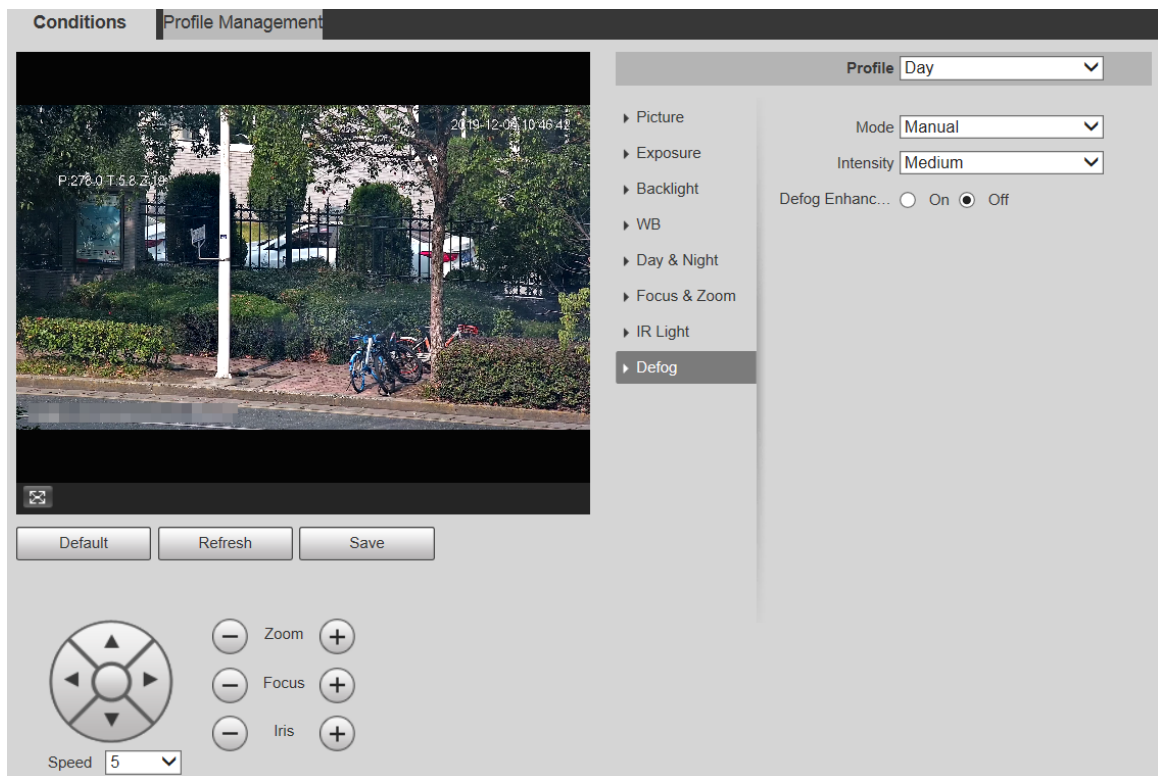 Conditions
Profile Management
Profile Day
2019-12-09 10:46:42
P:278.0 T:5.8 Z:19
Picture
Exposure
Backlight
WB
Day & Night
Focus & Zoom
IR Light
Defog
Mode Manual
Intensity Medium
Defog Enhanc... On Off
Default Refresh Save
Zoom
Focus
Iris
Speed 5